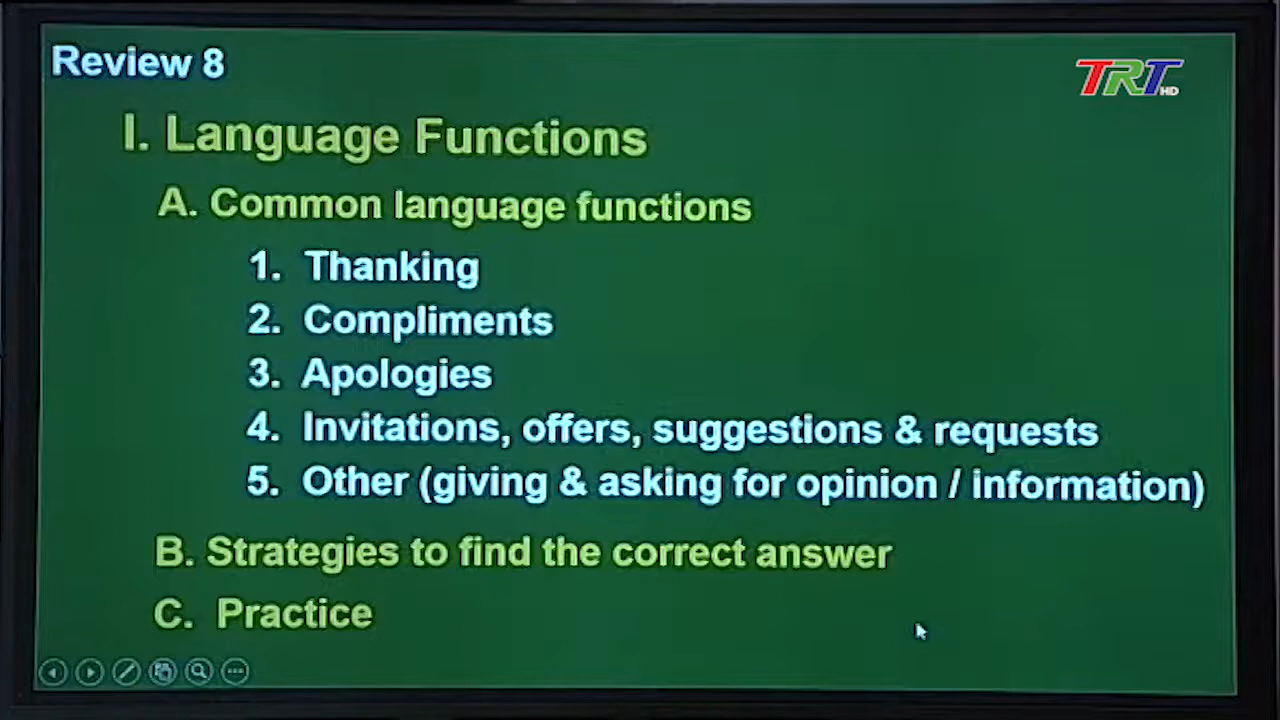 Review 8
TRT HD
I. Language Functions
A. Common language functions
1. Thanking
2. Compliments
3. Apologies
4. Invitations, offers, suggestions & requests
5. Other (giving & asking for opinion / information)
B. Strategies to find the correct answer
C. Practice